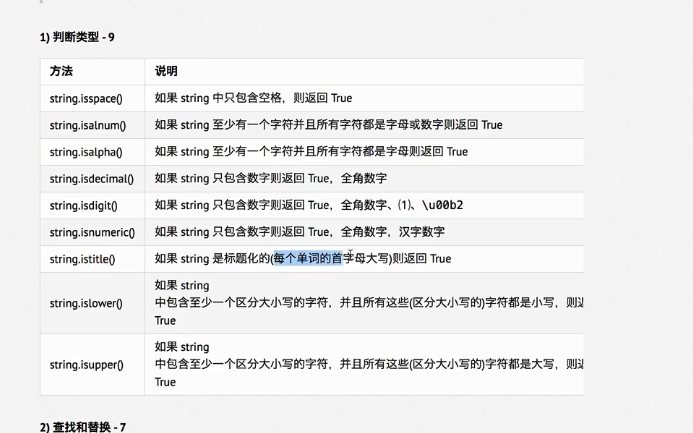 1) 判断类型 - 9
方法 说明
string.isspace() 如果 string 中只包含空格，则返回 True
string.isalnum() 如果 string 至少有一个字符并且所有字符都是字母或数字则返回 True
string.isalpha() 如果 string 至少有一个字符并且所有字符都是字母则返回 True
string.isdecimal() 如果 string 只包含数字则返回 True，全角数字
string.isdigit() 如果 string 只包含数字则返回 True，全角数字、⑴、\u00b2
string.isnumeric() 如果 string 只包含数字则返回 True，全角数字，汉字数字
string.istitle() 如果 string 是标题化的(每个单词的首字母大写)则返回 True
如果 string
string.islower() 中包含至少一个区分大小写的字符，并且所有这些(区分大小写的)字符都是小写，则返
True
如果 string
string.isupper() 中包含至少一个区分大小写的字符，并且所有这些(区分大小写的)字符都是大写，则返
True
2) 查找和替换 - 7